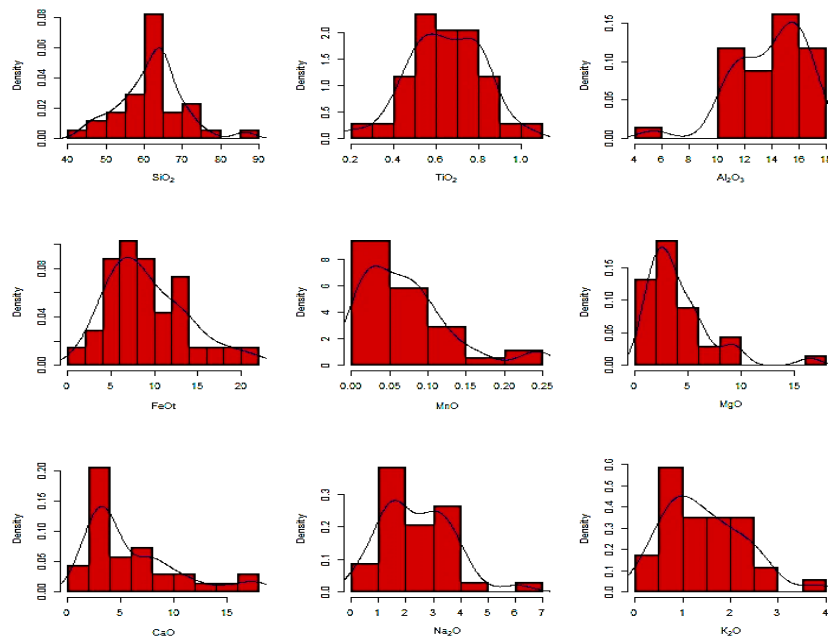 Density
0.00 0.02 0.04 0.06 0.08
40 50 60 70 80 90
SiO₂
Density
0.0 0.5 1.5 2.5
0.2 0.4 0.6 0.8 1.0
TiO₂
Density
0.00 0.05 0.10 0.15
4 6 8 10 12 14 16 18
Al₂O₃
Density
0.00 0.04 0.08
0 5 10 15 20
FeOt
Density
0 2 4 6 8
0.00 0.05 0.10 0.15 0.20 0.25
MnO
Density
0.00 0.05 0.10 0.15
0 5 10 15
MgO
Density
0.00 0.05 0.10 0.15 0.20
0 5 10 15
CaO
Density
0.0 0.1 0.2 0.3
0 1 2 3 4 5 6 7
Na₂O
Density
0.0 0.1 0.2 0.3 0.4 0.5 0.6
0 1 2 3 4
K₂O